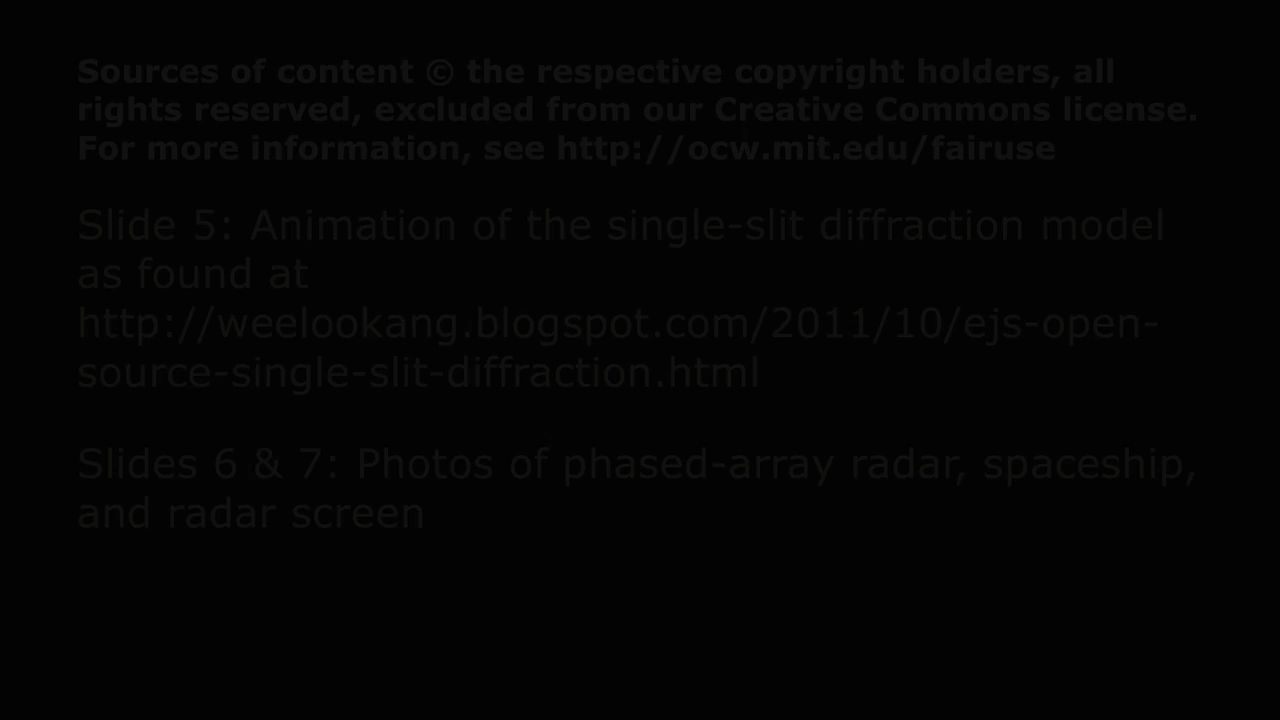 Sources of content © the respective copyright holders, all
rights reserved, excluded from our Creative Commons license.
For more information, see http://ocw.mit.edu/fairuse
Slide 5: Animation of the single-slit diffraction model
as found at
http://weelookang.blogspot.com/2011/10/ejs-open-
source-single-slit-diffraction.html
Slides 6 & 7: Photos of phased-array radar, spaceship,
and radar screen